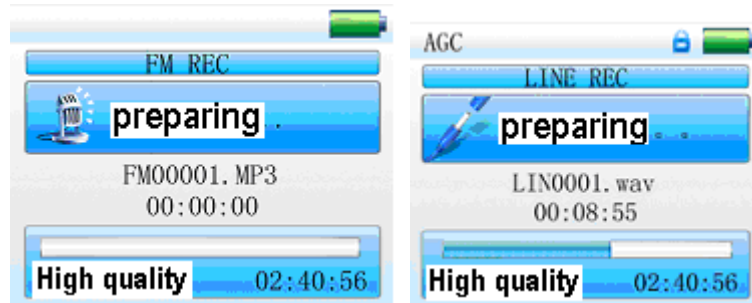 FM REC
preparing .
FM00001.MP3
00:00:00
High quality 02:40:56
AGC
LINE REC
preparing...
LIN0001.wav
00:08:55
High quality 02:40:56